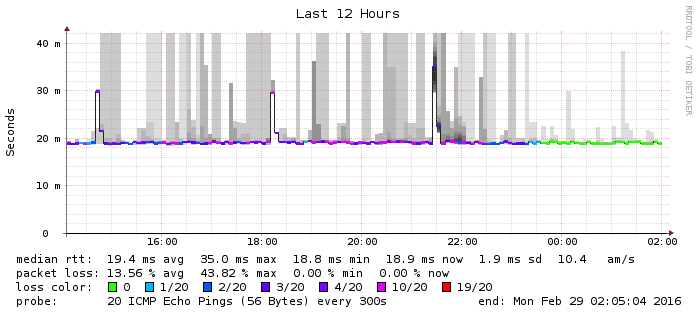 Last 12 Hours
RRDTOOL / TOBI OETIKER
Seconds
40 m
30 m
20 m
10 m
0
16:00 18:00 20:00 22:00 00:00 02:00
median rtt: 19.4 ms avg 35.0 ms max 18.8 ms min 18.9 ms now 1.9 ms sd 10.4 am/s
packet loss: 13.56 % avg 43.82 % max 0.00 % min 0.00 % now
loss color: 0 1/20 2/20 3/20 4/20 10/20 19/20
probe: 20 ICMP Echo Pings (56 Bytes) every 300s end: Mon Feb 29 02:05:04 2016